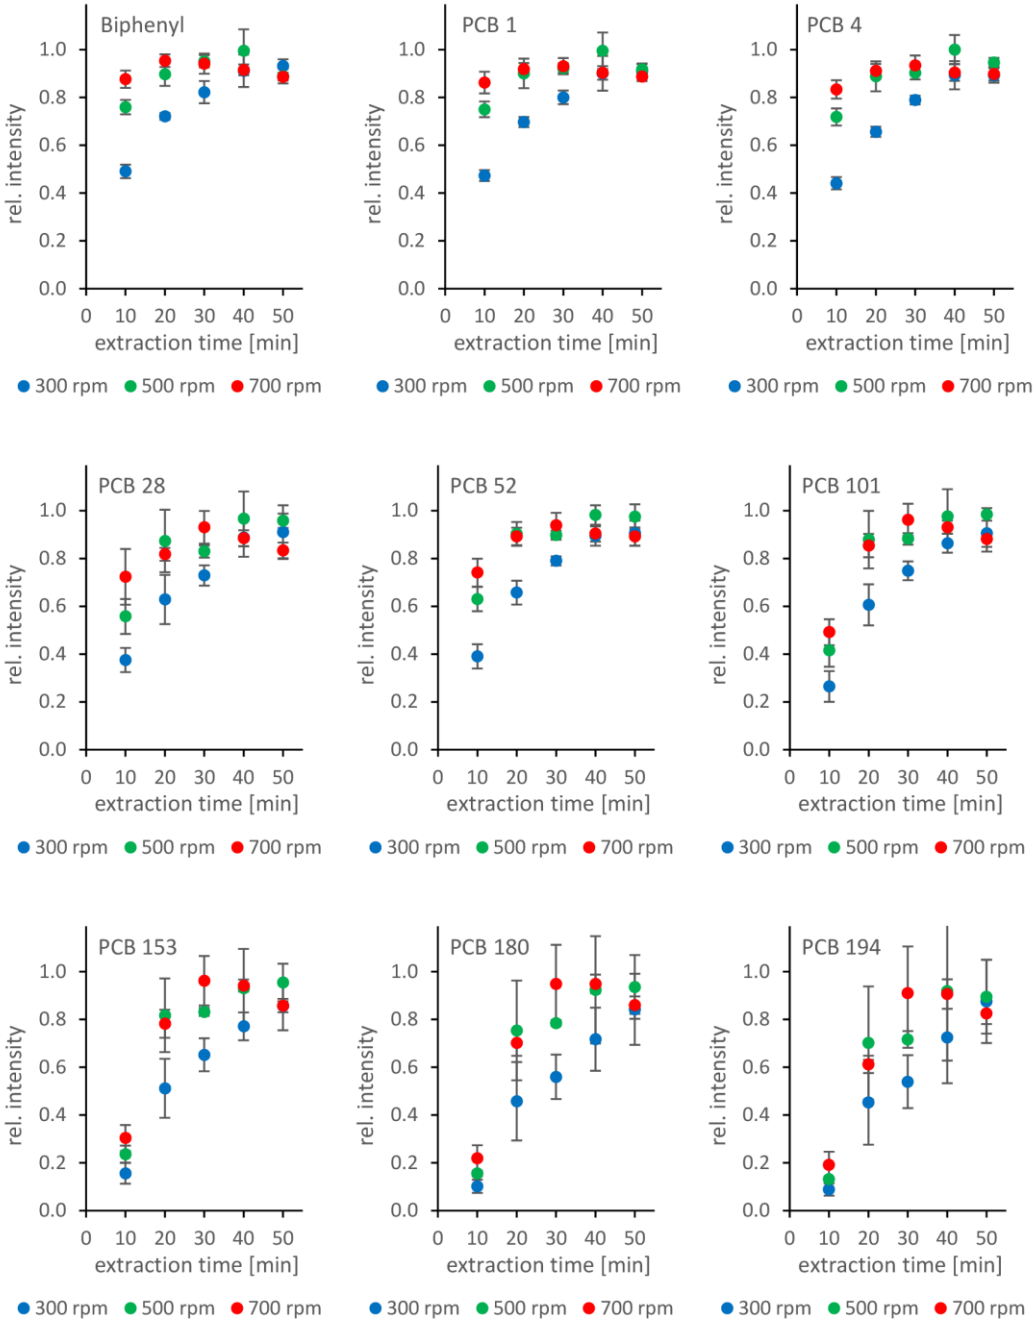 Biphenyl
rel. intensity
1.0
0.8
0.6
0.4
0.2
0.0
0 10 20 30 40 50
extraction time [min]
300 rpm 500 rpm 700 rpm
PCB 1
rel. intensity
1.0
0.8
0.6
0.4
0.2
0.0
0 10 20 30 40 50
extraction time [min]
300 rpm 500 rpm 700 rpm
PCB 4
rel. intensity
1.0
0.8
0.6
0.4
0.2
0.0
0 10 20 30 40 50
extraction time [min]
300 rpm 500 rpm 700 rpm
PCB 28
rel. intensity
1.0
0.8
0.6
0.4
0.2
0.0
0 10 20 30 40 50
extraction time [min]
300 rpm 500 rpm 700 rpm
PCB 52
rel. intensity
1.0
0.8
0.6
0.4
0.2
0.0
0 10 20 30 40 50
extraction time [min]
300 rpm 500 rpm 700 rpm
PCB 101
rel. intensity
1.0
0.8
0.6
0.4
0.2
0.0
0 10 20 30 40 50
extraction time [min]
300 rpm 500 rpm 700 rpm
PCB 153
rel. intensity
1.0
0.8
0.6
0.4
0.2
0.0
0 10 20 30 40 50
extraction time [min]
300 rpm 500 rpm 700 rpm
PCB 180
rel. intensity
1.0
0.8
0.6
0.4
0.2
0.0
0 10 20 30 40 50
extraction time [min]
300 rpm 500 rpm 700 rpm
PCB 194
rel. intensity
1.0
0.8
0.6
0.4
0.2
0.0
0 10 20 30 40 50
extraction time [min]
300 rpm 500 rpm 700 rpm